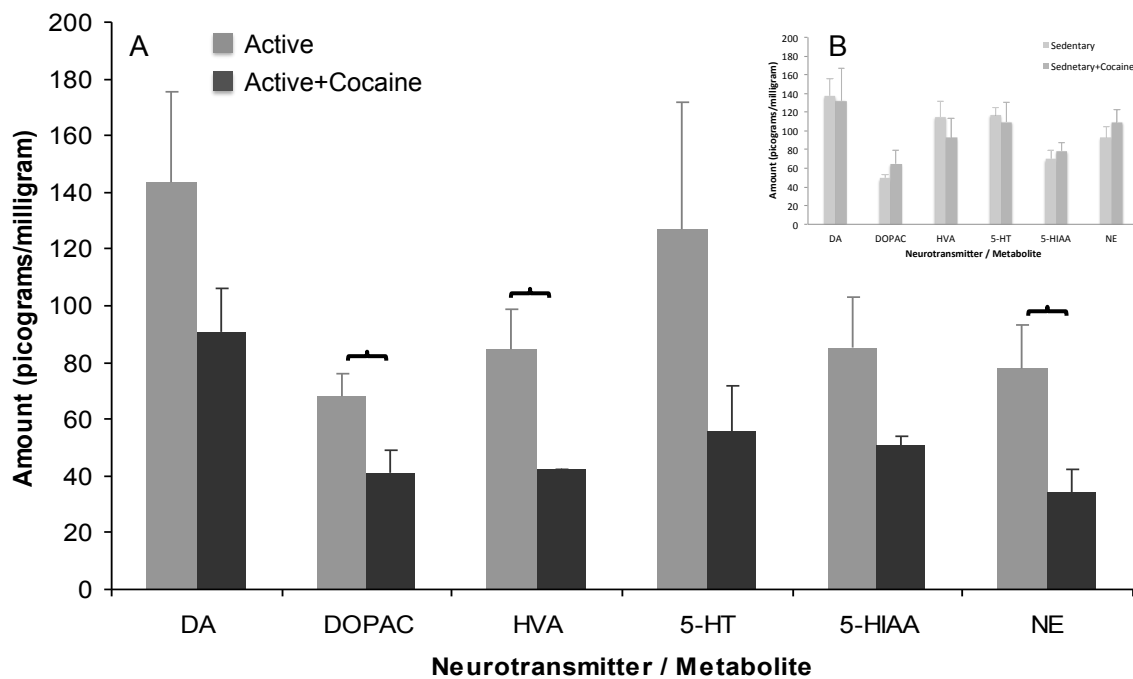 A
Active
Active+Cocaine
Amount (picograms/milligram)
200
180
160
140
120
100
80
60
40
20
0
DA DOPAC HVA 5-HT 5-HIAA NE
Neurotransmitter / Metabolite
B
Sedentary
Sednetary+Cocaine
Amount (picograms/milligram)
200
180
160
140
120
100
80
60
40
20
0
DA DOPAC HVA 5-HT 5-HIAA NE
Neurotransmitter / Metabolite